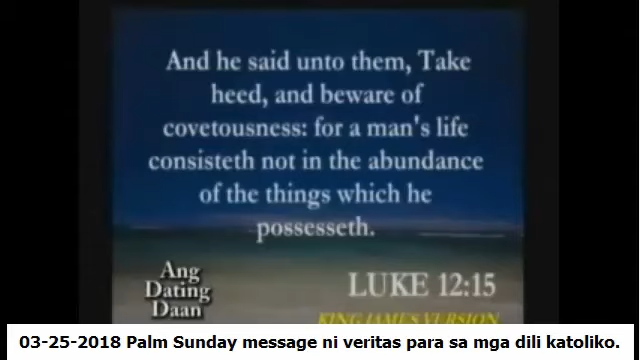 And he said unto them, Take
heed, and beware of
covetousness: for a man's life
consisteth not in the abundance
of the things which he
possesseth.
Ang
Dating
Daan
LUKE 12:15
KING JAMES VERSION
03-25-2018 Palm Sunday message ni veritas para sa mga dili katoliko.